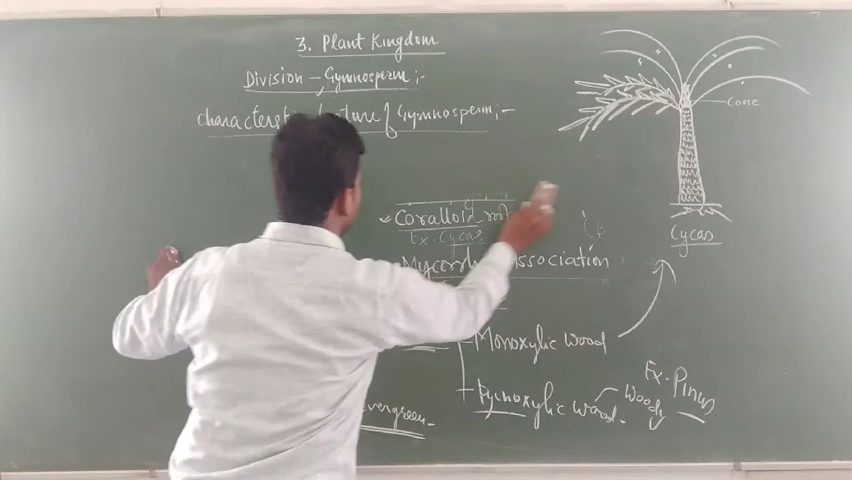 3. Plant Kingdom
Division – Gymnosperm :-
Gymnosperm :-
cone
Coralloid root
Ex. Cycas
Cycas
Association
Monoxylic wood
Ex. Pinus
Pycnoxylic wood. Woody
evergreen